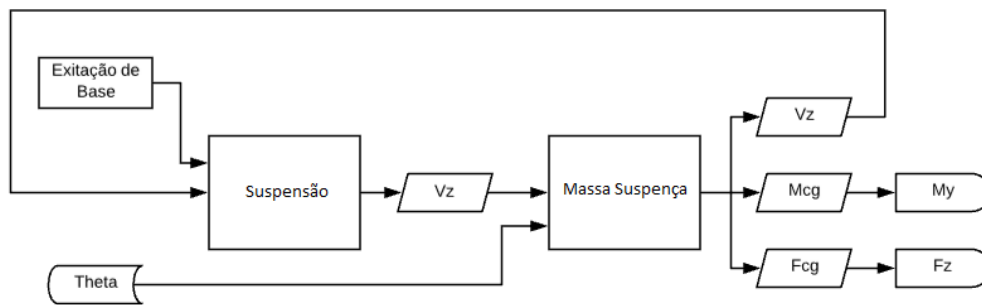 Exitação de
Base
Vz
Suspensão
Vz
Massa Suspença
Mcg
My
Theta
Fcg
Fz